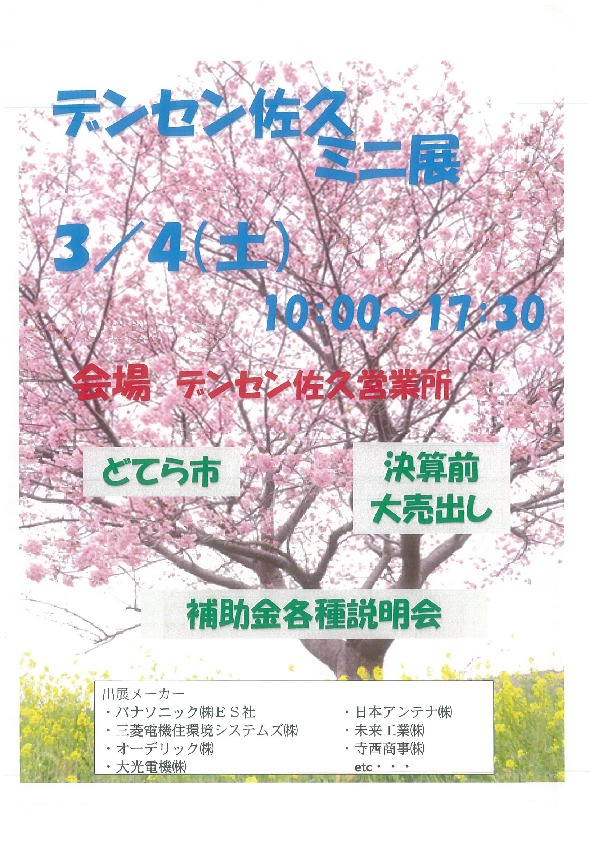 デンセン佐久
ミニ展
3／4(土)
10:00～17:30
会場　デンセン佐久営業所
どてら市
決算前
大売出し
補助金各種説明会
出展メーカー
・パナソニック㈱ＥＳ社
・三菱電機住環境システムズ㈱
・オーデリック㈱
・大光電機㈱
・日本アンテナ㈱
・未来工業㈱
・寺西商事㈱
etc・・・